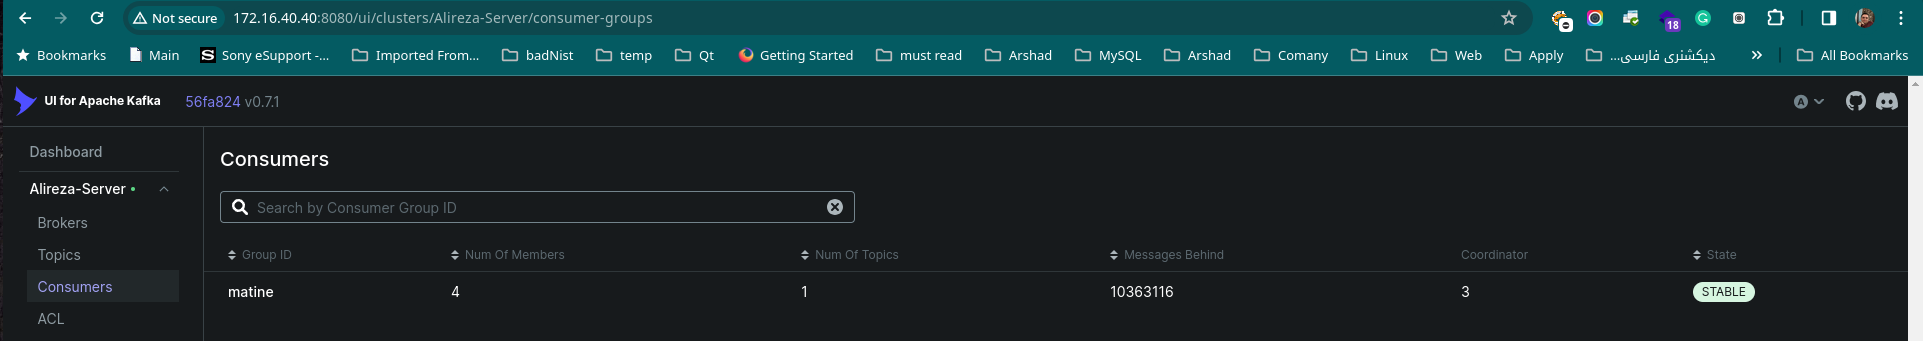 Not secure 172.16.40.40:8080/ui/clusters/Alireza-Server/consumer-groups 18
Bookmarks Main Sony eSupport -... Imported From... badNist temp Qt Getting Started must read Arshad MySQL Arshad Comany Linux Web Apply دیکشنری فارسی... » All Bookmarks
UI for Apache Kafka 56fa824 v0.7.1 A
Dashboard
Alireza-Server
Brokers
Topics
Consumers
ACL
Consumers
Search by Consumer Group ID
Group ID Num Of Members Num Of Topics Messages Behind Coordinator State
matine 4 1 10363116 3 STABLE